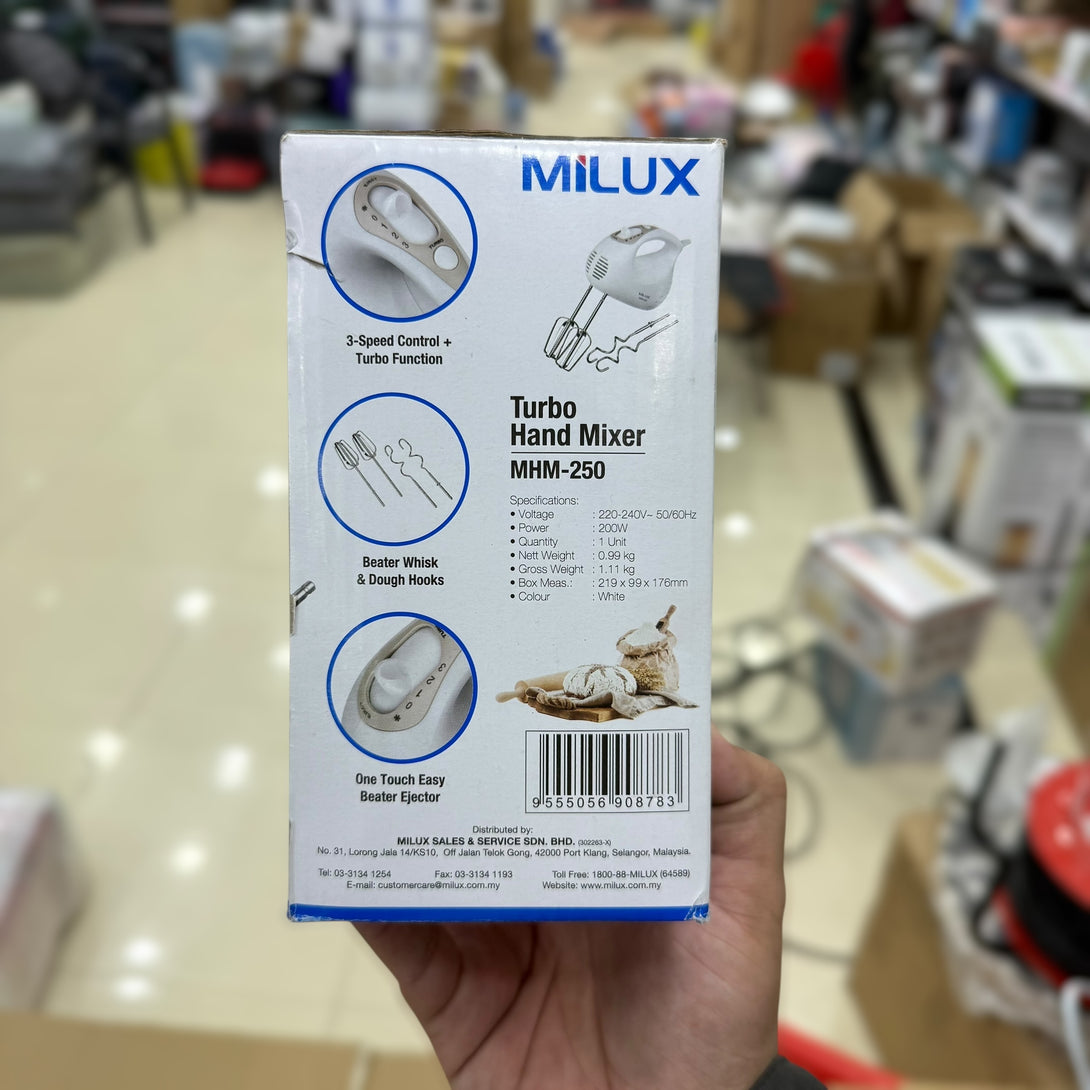 MiLUX
3-Speed Control +
Turbo Function
Turbo
Hand Mixer
MHM-250
Beater Whisk
& Dough Hooks
Specifications:
• Voltage : 220-240V~ 50/60Hz
• Power : 200W
• Quantity : 1 Unit
• Nett Weight : 0.99 kg
• Gross Weight : 1.11 kg
• Box Meas.: : 219 x 99 x 176mm
• Colour : White
One Touch Easy
Beater Ejector
9 555056 908783
Distributed by:
MILUX SALES & SERVICE SDN. BHD. (302263-X)
No. 31, Lorong Jala 14/KS10, Off Jalan Telok Gong, 42000 Port Klang, Selangor, Malaysia.
Tel: 03-3134 1254 Fax: 03-3134 1193 Toll Free: 1800-88-MILUX (64589)
E-mail: customercare@milux.com.my Website: www.milux.com.my